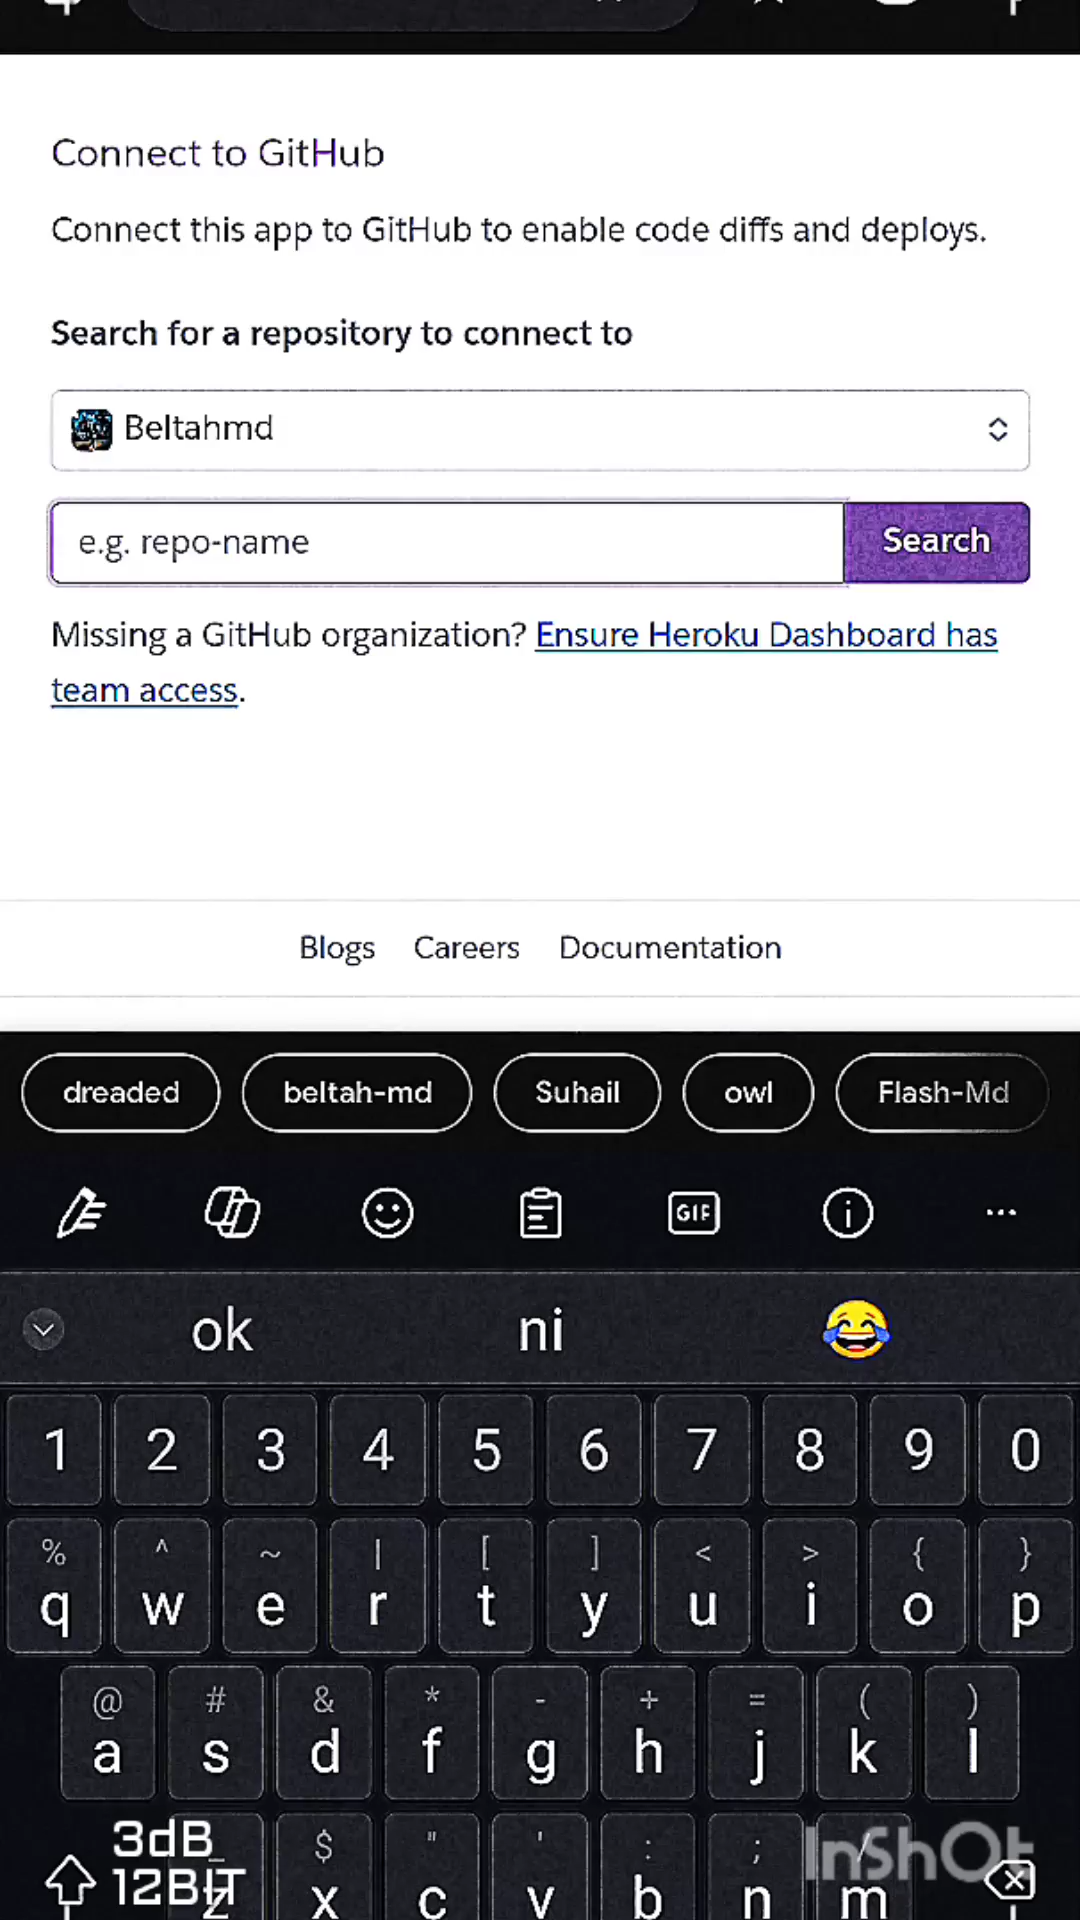 Connect to GitHub
Connect this app to GitHub to enable code diffs and deploys.
Search for a repository to connect to
Beltahmd
e.g. repo-name
Search
Missing a GitHub organization? Ensure Heroku Dashboard has
team access.
Blogs Careers Documentation
dreaded beltah-md Suhail owl Flash-Md
GIF
ok ni 😂
1 2 3 4 5 6 7 8 9 0
% ^ ~ | [ ] < > { }
q w e r t y u i o p
@ # & * - + = ( )
a s d f g h j k l
3dB
12BIT
_ $ " ' : ; /
z x c v b n m
InShOt